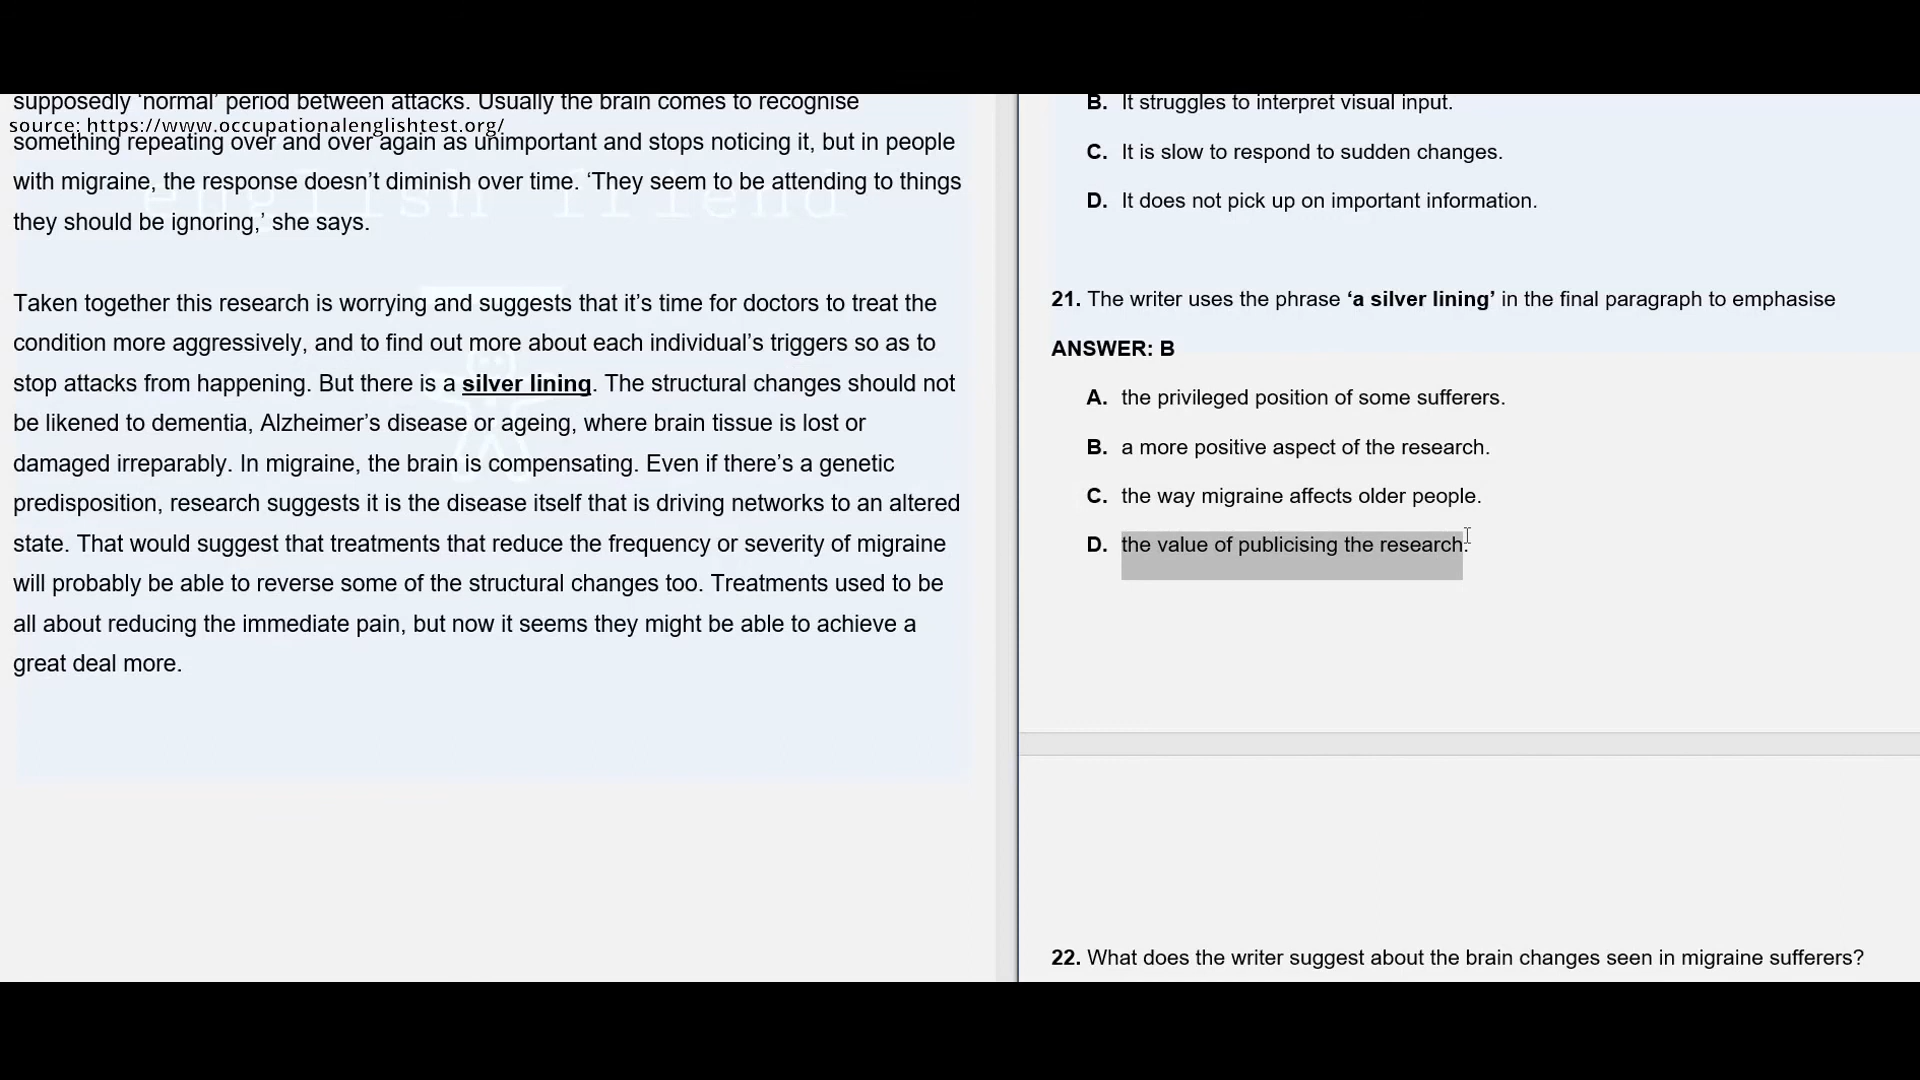 supposedly ‘normal’ period between attacks. Usually the brain comes to recognise
source: https://www.occupationalenglishtest.org/
something repeating over and over again as unimportant and stops noticing it, but in people
with migraine, the response doesn’t diminish over time. ‘They seem to be attending to things
they should be ignoring,’ she says.
english friend
Taken together this research is worrying and suggests that it’s time for doctors to treat the
condition more aggressively, and to find out more about each individual’s triggers so as to
stop attacks from happening. But there is a silver lining. The structural changes should not
be likened to dementia, Alzheimer’s disease or ageing, where brain tissue is lost or
damaged irreparably. In migraine, the brain is compensating. Even if there’s a genetic
predisposition, research suggests it is the disease itself that is driving networks to an altered
state. That would suggest that treatments that reduce the frequency or severity of migraine
will probably be able to reverse some of the structural changes too. Treatments used to be
all about reducing the immediate pain, but now it seems they might be able to achieve a
great deal more.
B. It struggles to interpret visual input.
C. It is slow to respond to sudden changes.
D. It does not pick up on important information.
21. The writer uses the phrase ‘a silver lining’ in the final paragraph to emphasise
ANSWER: B
A. the privileged position of some sufferers.
B. a more positive aspect of the research.
C. the way migraine affects older people.
D. the value of publicising the research.
22. What does the writer suggest about the brain changes seen in migraine sufferers?